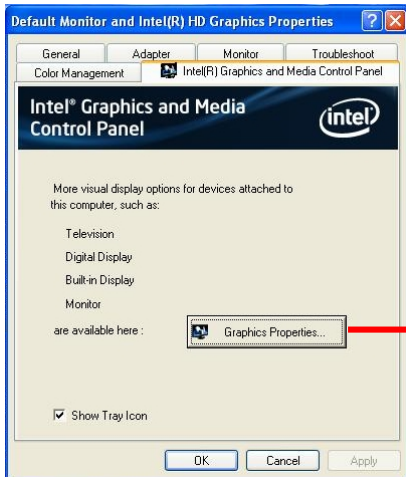 Default Monitor and Intel(R) HD Graphics Properties
General Adapter Monitor Troubleshoot
Color Management Intel(R) Graphics and Media Control Panel
Intel® Graphics and Media
Control Panel
intel
More visual display options for devices attached to
this computer, such as:
Television
Digital Display
Built-in Display
Monitor
are available here :
Graphics Properties...
Show Tray Icon
OK Cancel Apply